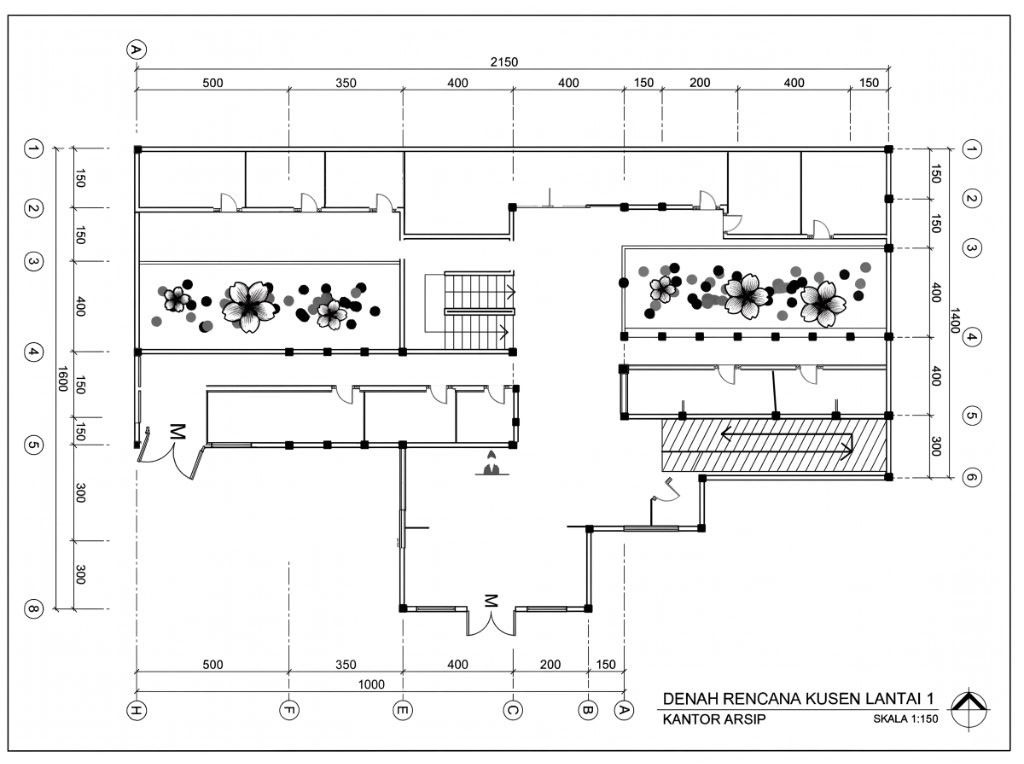 A
2150
500 350 400 400 150 200 400 150
1 1
150 150
2 2
150 150
3 3
400 400
1400
4 4
1600
150 400
150
M
5 5
300
6
300
300
M
8
500 350 400 200 150
1000
H F E C B A
DENAH RENCANA KUSEN LANTAI 1
KANTOR ARSIP SKALA 1:150